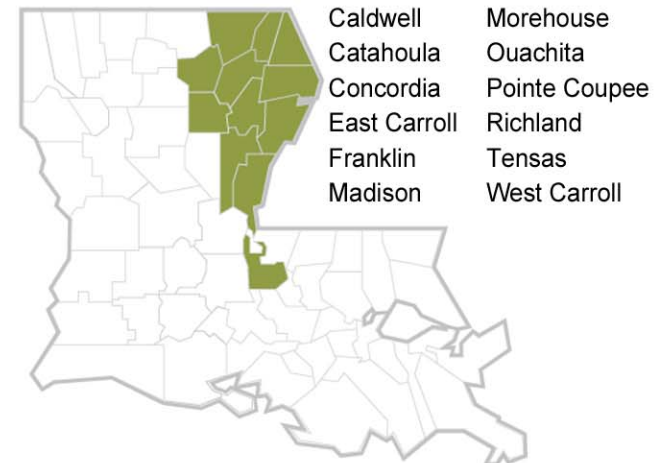 Caldwell Morehouse
Catahoula Ouachita
Concordia Pointe Coupee
East Carroll Richland
Franklin Tensas
Madison West Carroll